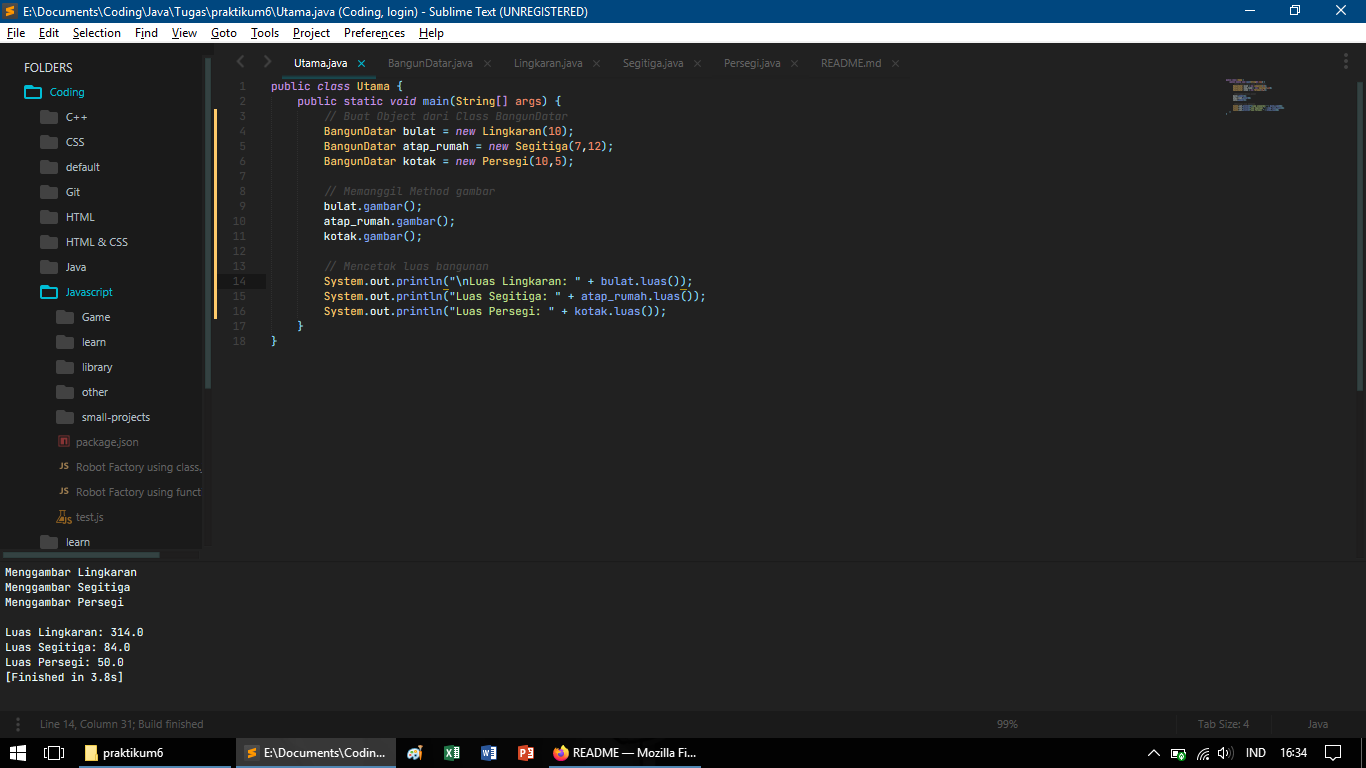 E:\Documents\Coding\Java\Tugas\praktikum6\Utama.java (Coding, login) - Sublime Text (UNREGISTERED)
File Edit Selection Find View Goto Tools Project Preferences Help
FOLDERS
Coding
C++
CSS
default
Git
HTML
HTML & CSS
Java
Javascript
Game
learn
library
other
small-projects
package.json
JS Robot Factory using class.
JS Robot Factory using funct
test.js
learn
Utama.java BangunDatar.java Lingkaran.java Segitiga.java Persegi.java README.md
1 public class Utama {
2 public static void main(String[] args) {
3 // Buat Object dari Class BangunDatar
4 BangunDatar bulat = new Lingkaran(10);
5 BangunDatar atap_rumah = new Segitiga(7,12);
6 BangunDatar kotak = new Persegi(10,5);
7
8 // Memanggil Method gambar
9 bulat.gambar();
10 atap_rumah.gambar();
11 kotak.gambar();
12
13 // Mencetak luas bangunan
14 System.out.println("\nLuas Lingkaran: " + bulat.luas());
15 System.out.println("Luas Segitiga: " + atap_rumah.luas());
16 System.out.println("Luas Persegi: " + kotak.luas());
17 }
18 }
Menggambar Lingkaran
Menggambar Segitiga
Menggambar Persegi
Luas Lingkaran: 314.0
Luas Segitiga: 84.0
Luas Persegi: 50.0
[Finished in 3.8s]
Line 14, Column 31; Build finished 99% Tab Size: 4 Java
praktikum6 E:\Documents\Codin... README — Mozilla Fi... IND 16:34